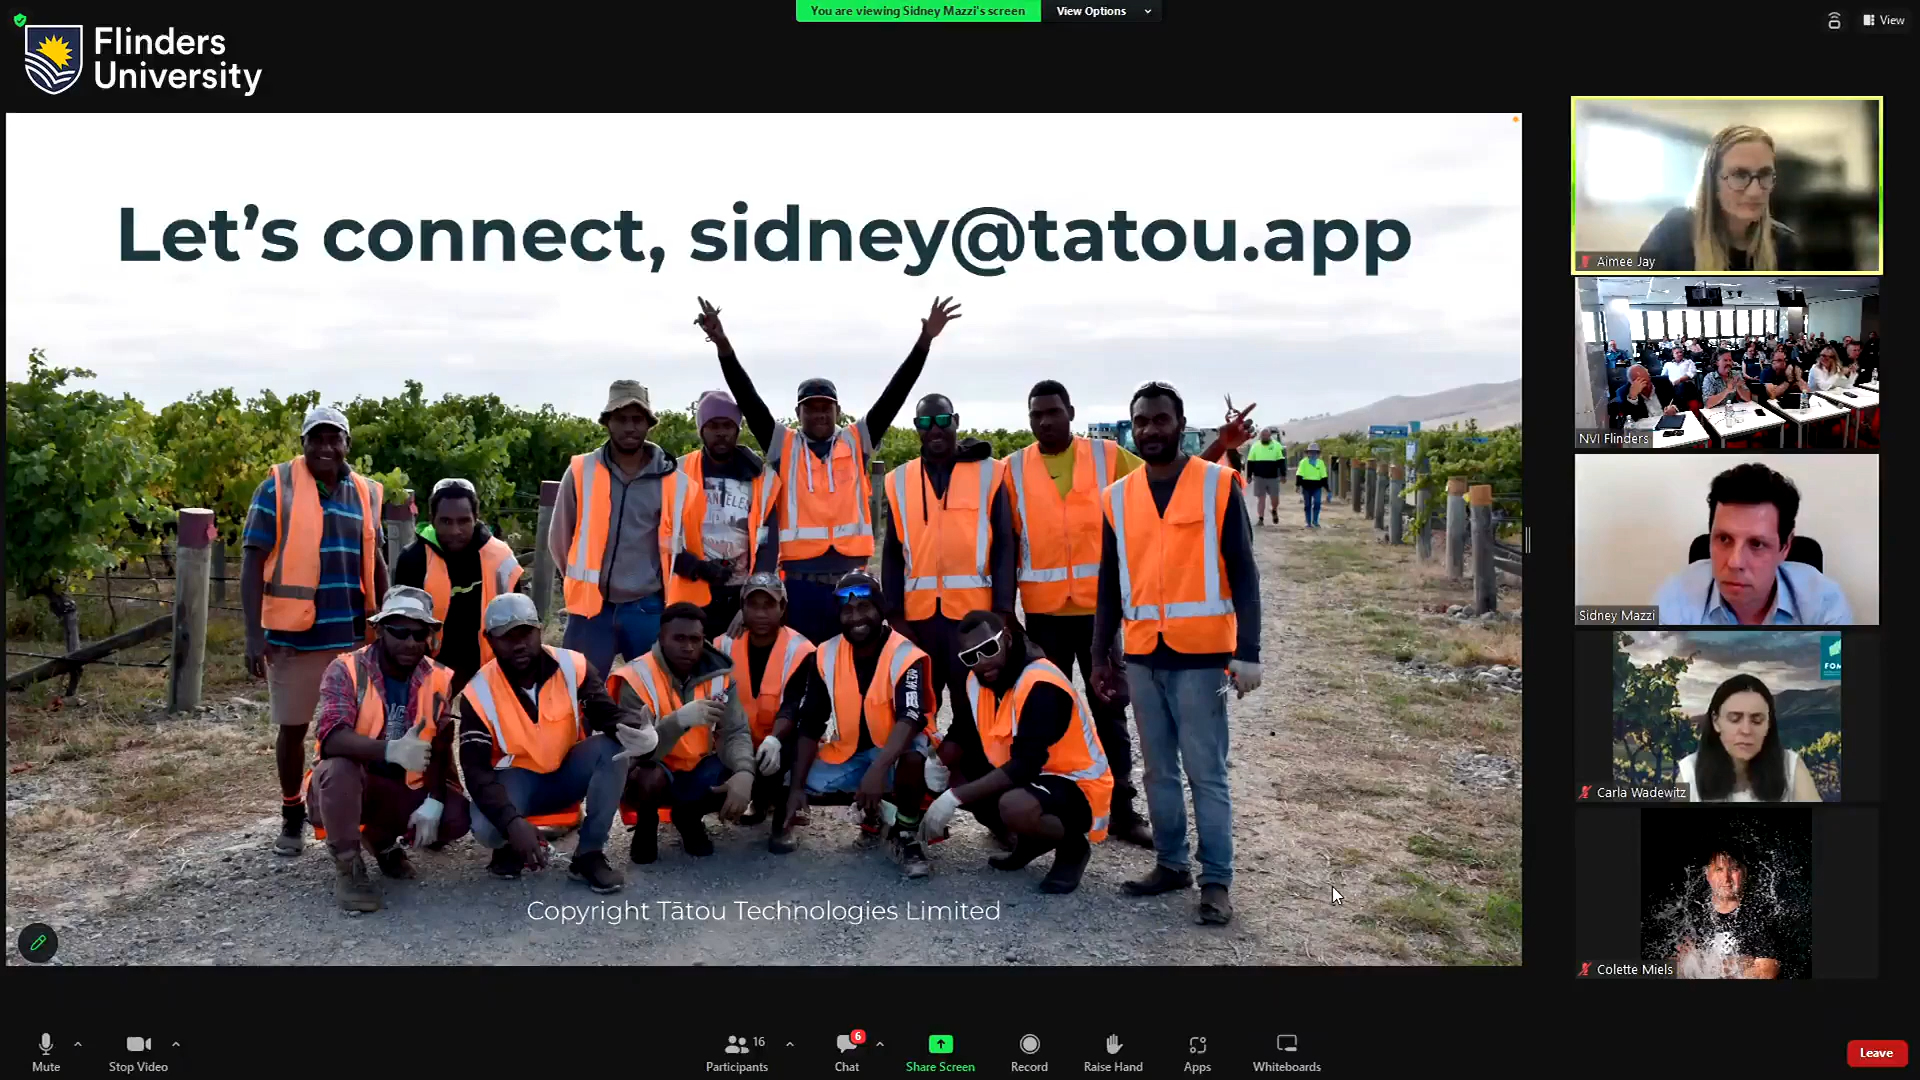 You are viewing Sidney Mazzi's screen
View Options
View
Flinders
University
Let's connect, sidney@tatou.app
Copyright Tātou Technologies Limited
Aimee Jay
NVI Flinders
Sidney Mazzi
Carla Wadewitz
Colette Miels
Mute
Stop Video
16
Participants
6
Chat
Share Screen
Record
Raise Hand
Apps
Whiteboards
Leave